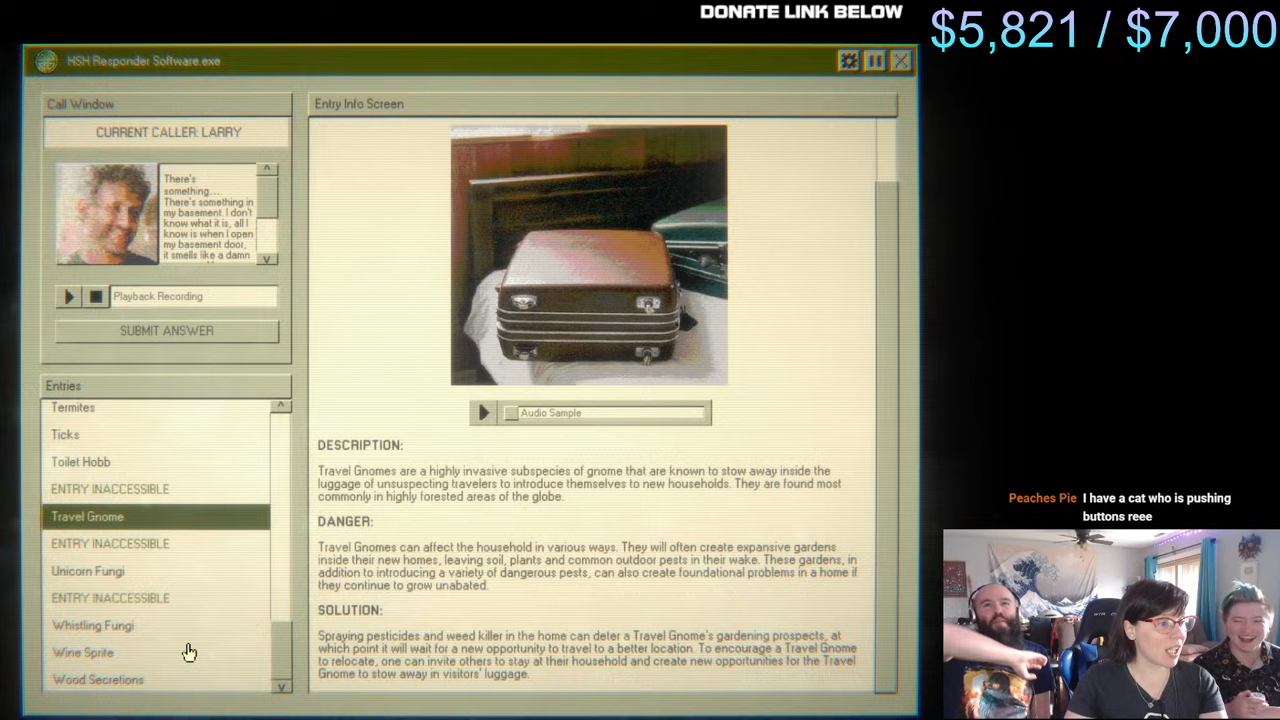 DONATE LINK BELOW
$5,821 / $7,000
HSH Responder Software.exe
Call Window
CURRENT CALLER: LARRY
There's
something....
There's something in
my basement. I don't
know what it is, all I
know is when I open
my basement door,
it smells like a damn
Playback Recording
SUBMIT ANSWER
Entries
Termites
Ticks
Toilet Hobb
ENTRY INACCESSIBLE
Travel Gnome
ENTRY INACCESSIBLE
Unicorn Fungi
ENTRY INACCESSIBLE
Whistling Fungi
Wine Sprite
Wood Secretions
Entry Info Screen
Audio Sample
DESCRIPTION:
Travel Gnomes are a highly invasive subspecies of gnome that are known to stow away inside the
luggage of unsuspecting travelers to introduce themselves to new households. They are found most
commonly in highly forested areas of the globe.
DANGER:
Travel Gnomes can affect the household in various ways. They will often create expansive gardens
inside their new homes, leaving soil, plants and common outdoor pests in their wake. These gardens, in
addition to introducing a variety of dangerous pests, can also create foundational problems in a home if
they continue to grow unabated.
SOLUTION:
Spraying pesticides and weed killer in the home can deter a Travel Gnome's gardening prospects, at
which point it will wait for a new opportunity to travel to a better location. To encourage a Travel Gnome
to relocate, one can invite others to stay at their household and create new opportunities for the Travel
Gnome to stow away in visitors' luggage.
Peaches Pie I have a cat who is pushing
buttons reee